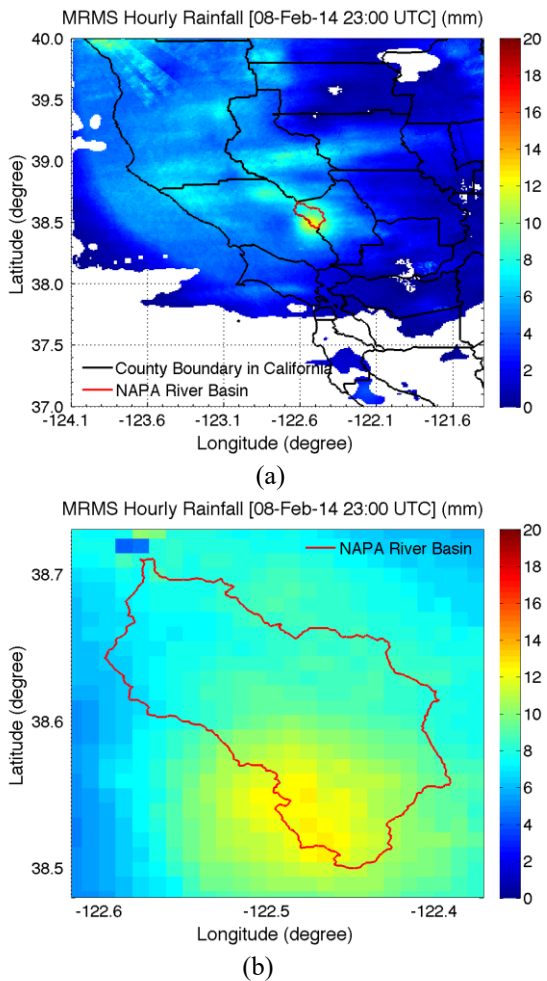 MRMS Hourly Rainfall [08-Feb-14 23:00 UTC] (mm)
40.0
39.5
39.0
38.5
38.0
37.5
37.0
Latitude (degree)
-124.1 -123.6 -123.1 -122.6 -122.1 -121.6
Longitude (degree)
County Boundary in California
NAPA River Basin
20
18
16
14
12
10
8
6
4
2
0
(a)
MRMS Hourly Rainfall [08-Feb-14 23:00 UTC] (mm)
NAPA River Basin
38.7
38.6
38.5
Latitude (degree)
-122.6 -122.5 -122.4
Longitude (degree)
20
18
16
14
12
10
8
6
4
2
0
(b)